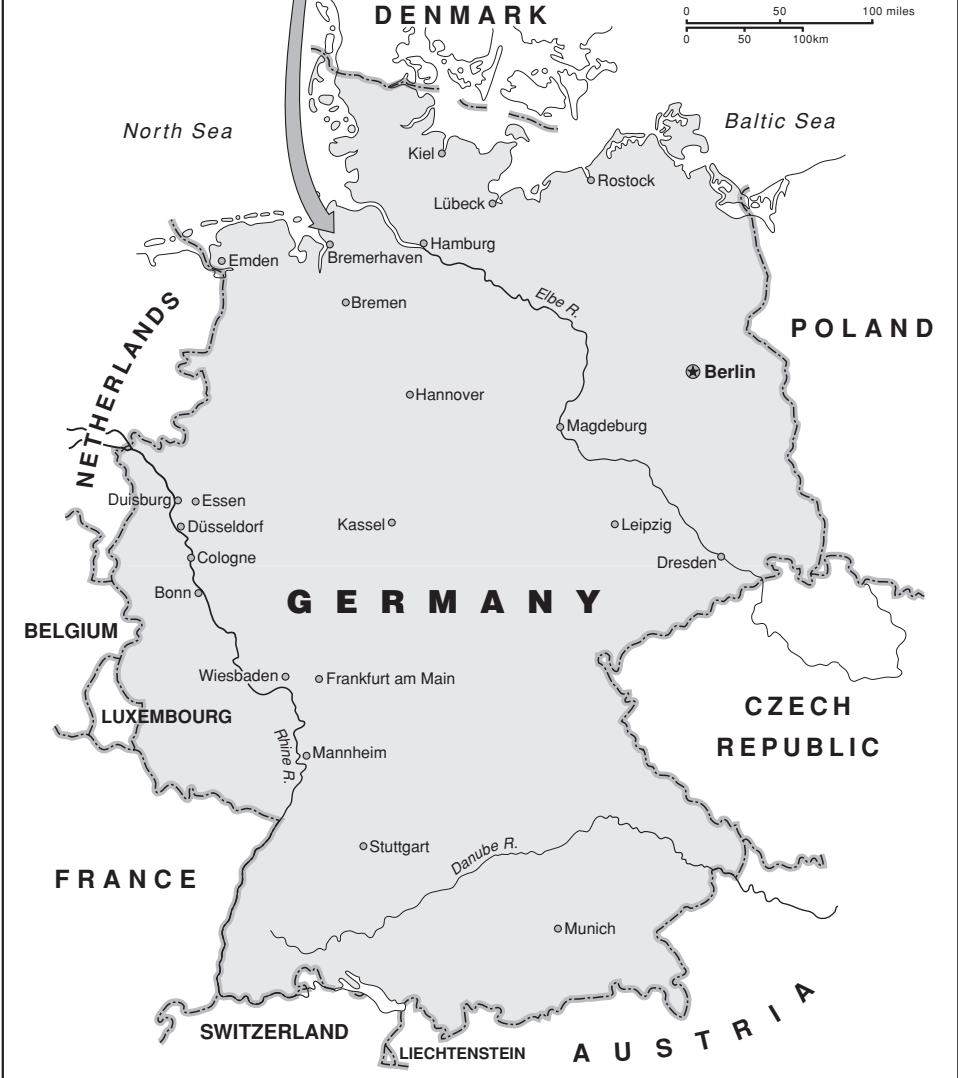 DENMARK
0 50 100 miles
0 50 100km
North Sea
Baltic Sea
Kiel
Rostock
Lübeck
Hamburg
Emden
Bremerhaven
Bremen
Elbe R.
NETHERLANDS
POLAND
Berlin
Hannover
Magdeburg
Duisburg
Essen
Düsseldorf
Kassel
Leipzig
Cologne
Dresden
Bonn
GERMANY
BELGIUM
Wiesbaden
Frankfurt am Main
LUXEMBOURG
CZECH
REPUBLIC
Rhine R.
Mannheim
Stuttgart
Danube R.
FRANCE
Munich
SWITZERLAND
LIECHTENSTEIN
AUSTRIA